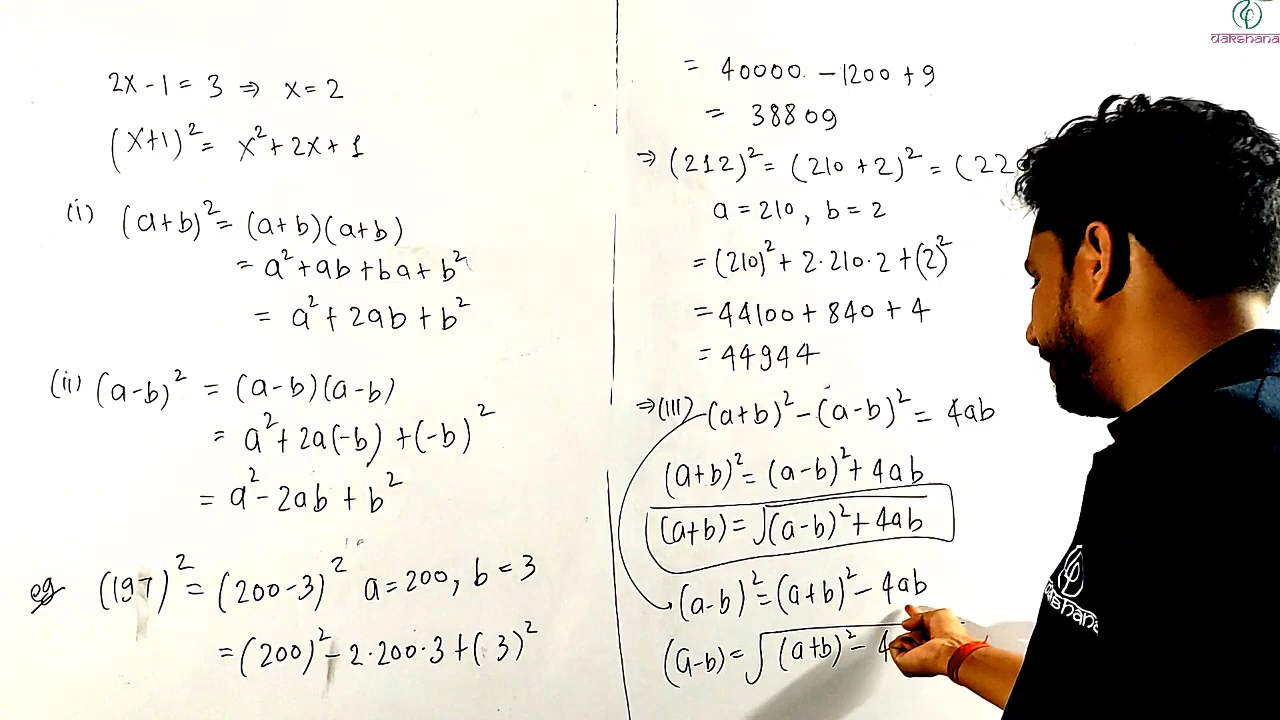 2x - 1 = 3 ⇒ x = 2
(x+1)² = x² + 2x + 1
(i) (a+b)² = (a+b)(a+b)
= a² + ab + ba + b²
= a² + 2ab + b²
(ii) (a-b)² = (a-b)(a-b)
= a² + 2a(-b) + (-b)²
= a² - 2ab + b²
eg (197)² = (200-3)² a = 200, b = 3
= (200)² - 2·200·3 + (3)²
= 40000 - 1200 + 9
= 38809
⇒ (212)² = (210 + 2)² = (22
a = 210, b = 2
= (210)² + 2·210·2 + (2)²
= 44100 + 840 + 4
= 44944
⇒ (III) (a+b)² - (a-b)² = 4ab
(a+b)² = (a-b)² + 4ab
(a+b) = √(a-b)² + 4ab
(a-b)² = (a+b)² - 4ab
(a-b) = √(a+b)² - 4
dakshana
dakshana